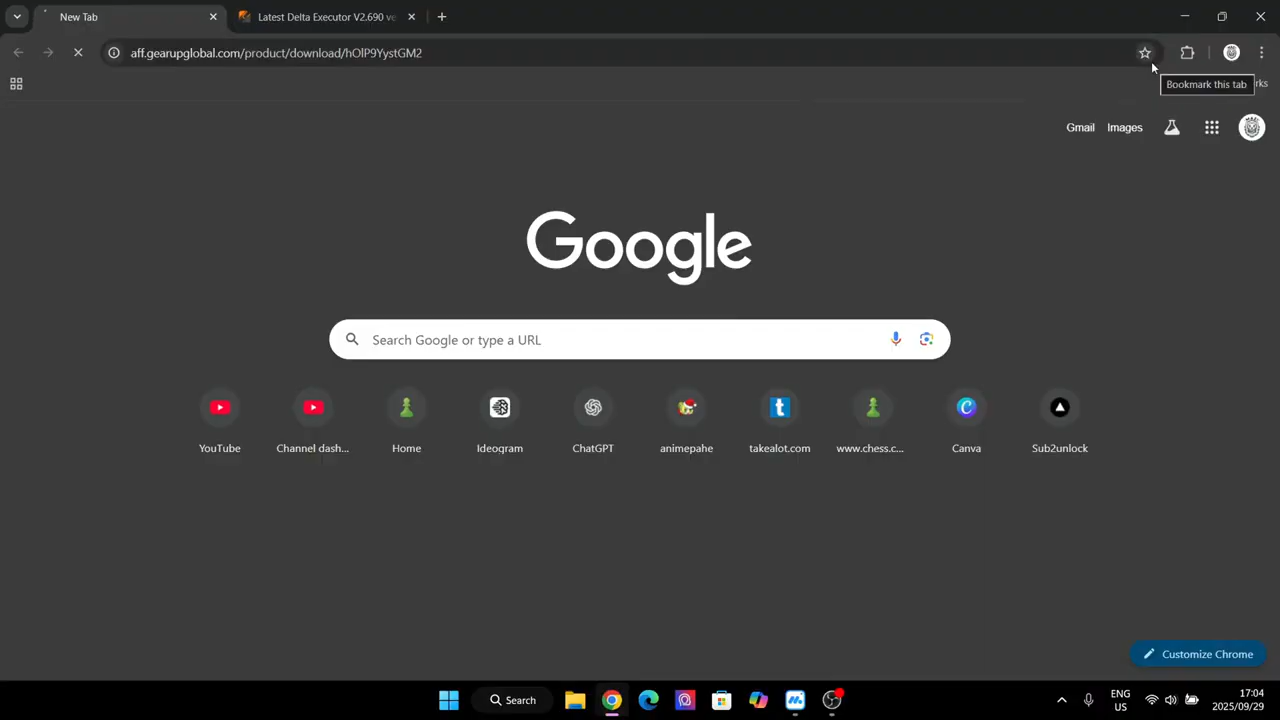 New Tab
Latest Delta Executor V2.690 ve
aff.gearupglobal.com/product/download/hOlP9YystGM2
Bookmark this tab
rks
Gmail
Images
Google
Search Google or type a URL
YouTube
Channel dash...
Home
Ideogram
ChatGPT
animepahe
takealot.com
www.chess.c...
Canva
Sub2unlock
Customize Chrome
Search
ENG
US
17:04
2025/09/29